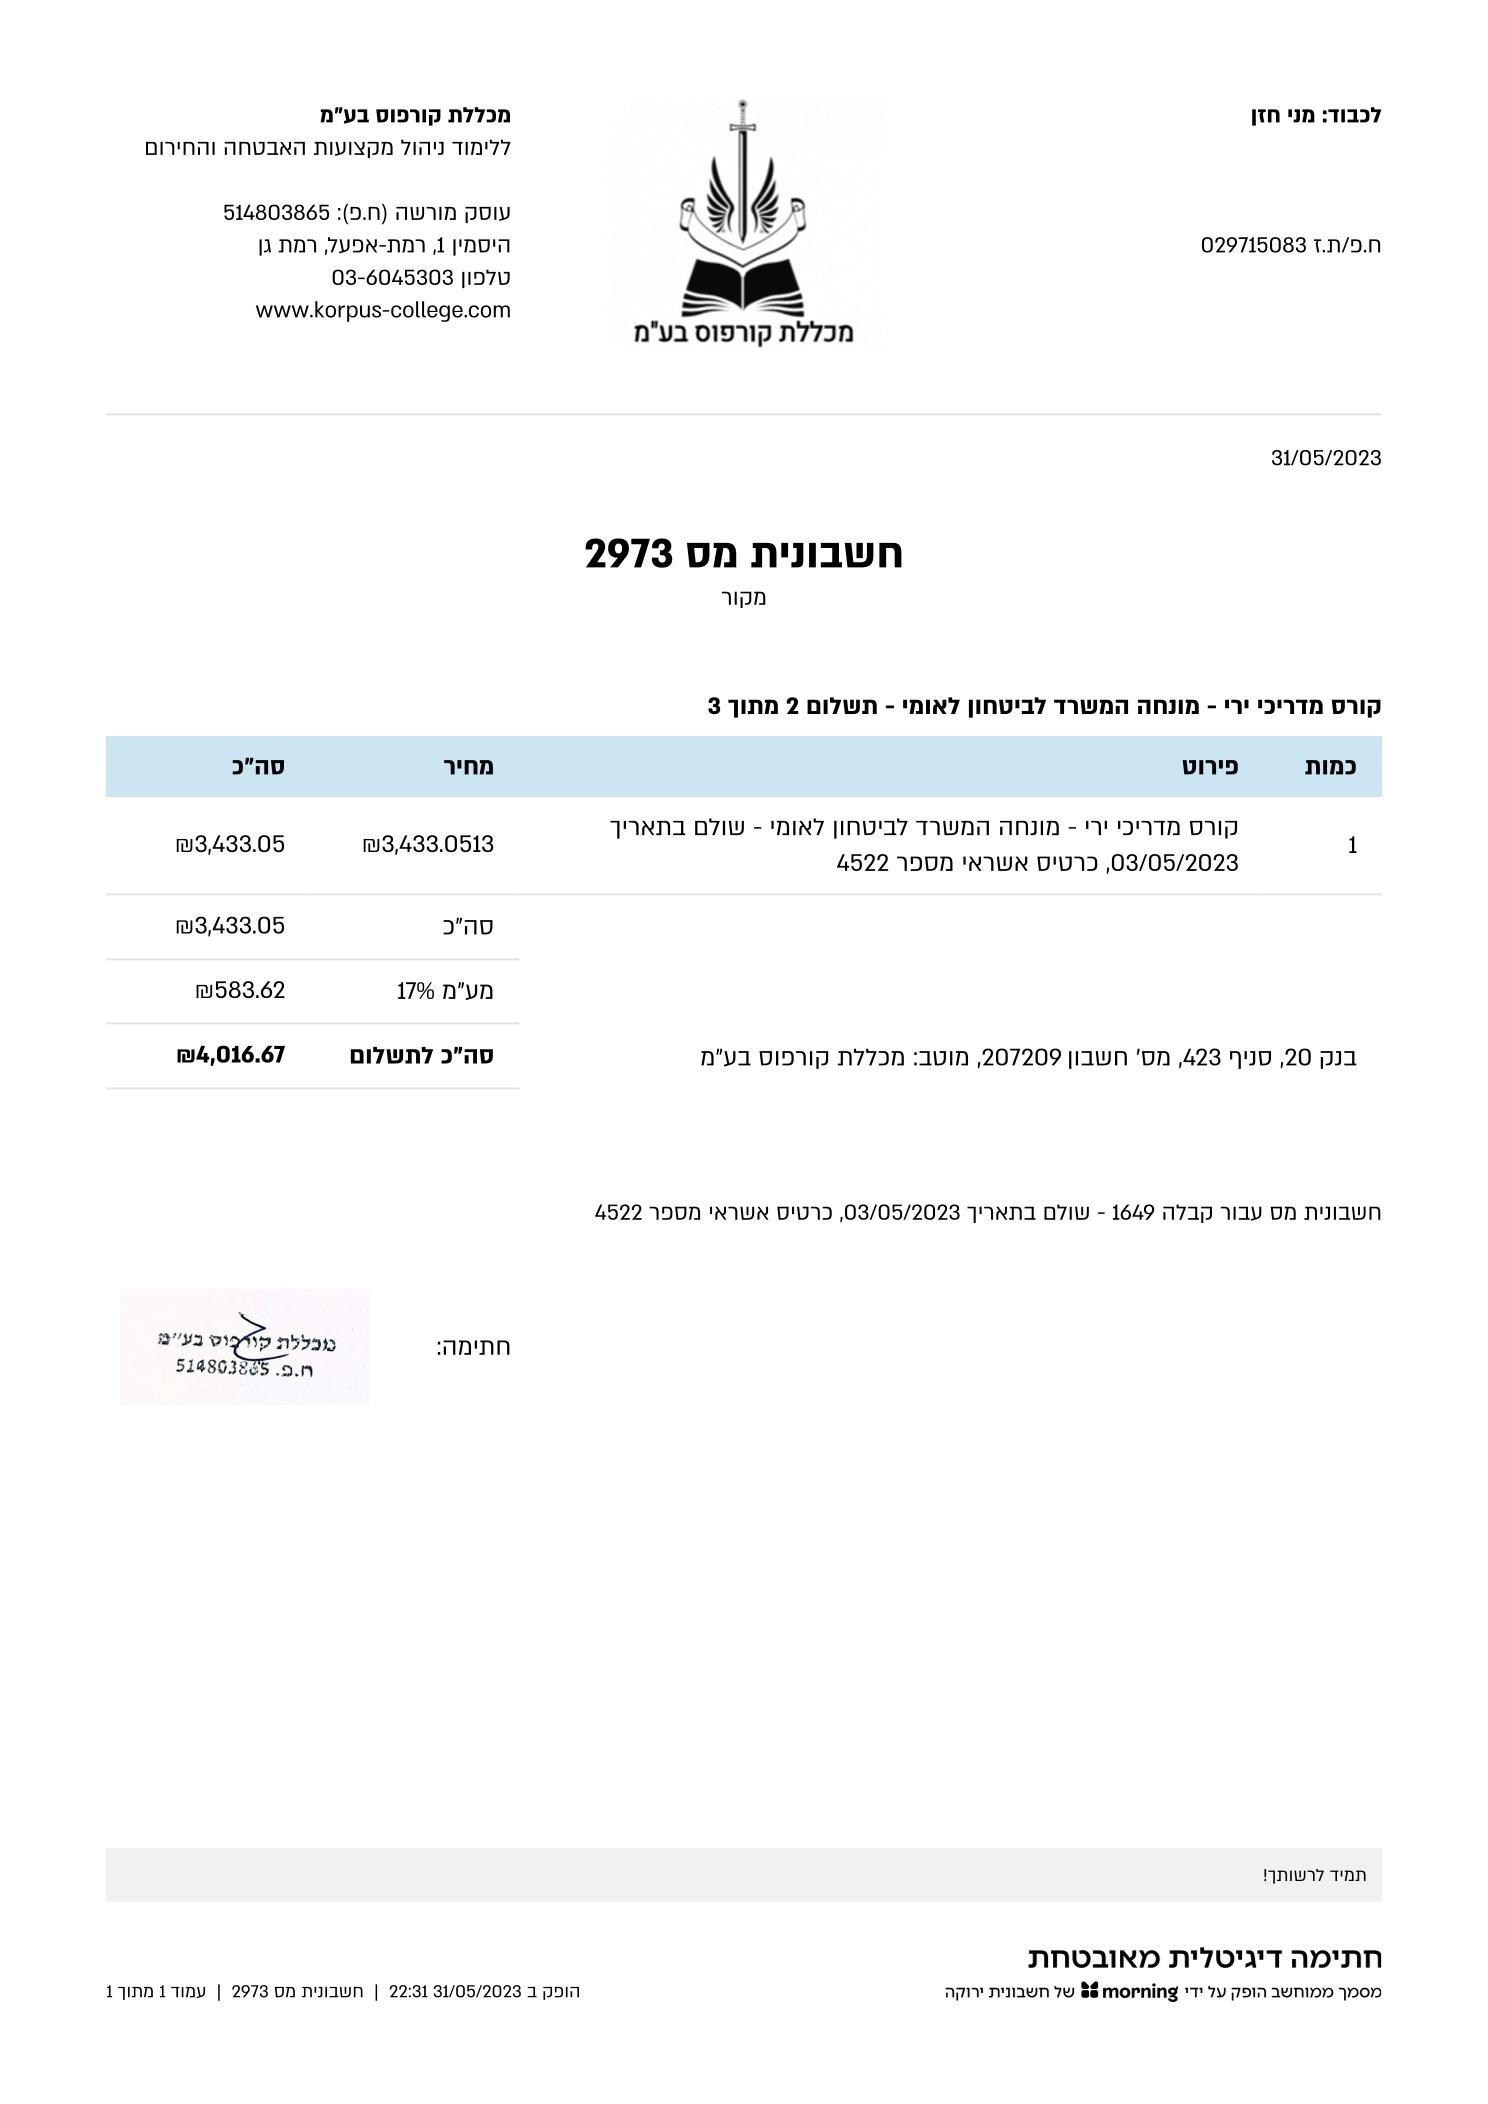 לכבוד: מני חזן
ח.פ/ת.ז 029715083
מכללת קורפוס בע"מ
מכללת קורפוס בע"מ
ללימוד ניהול מקצועות האבטחה והחירום
עוסק מורשה (ח.פ): 514803865
היסמין 1, רמת-אפעל, רמת גן
טלפון 03-6045303
www.korpus-college.com
31/05/2023
חשבונית מס 2973
מקור
קורס מדריכי ירי - מונחה המשרד לביטחון לאומי - תשלום 2 מתוך 3
כמות פירוט מחיר סה"כ
1 קורס מדריכי ירי - מונחה המשרד לביטחון לאומי - שולם בתאריך ₪3,433.0513 ₪3,433.05
03/05/2023, כרטיס אשראי מספר 4522
סה"כ ₪3,433.05
מע"מ 17% ₪583.62
בנק 20, סניף 423, מס' חשבון 207209, מוטב: מכללת קורפוס בע"מ סה"כ לתשלום ₪4,016.67
חשבונית מס עבור קבלה 1649 - שולם בתאריך 03/05/2023, כרטיס אשראי מספר 4522
חתימה:
מכללת קורפוס בע"מ
ח.פ. 514803865
תמיד לרשותך!
חתימה דיגיטלית מאובטחת
מסמך ממוחשב הופק על ידי morning של חשבונית ירוקה
הופק ב 31/05/2023 22:31 | חשבונית מס 2973 | עמוד 1 מתוך 1